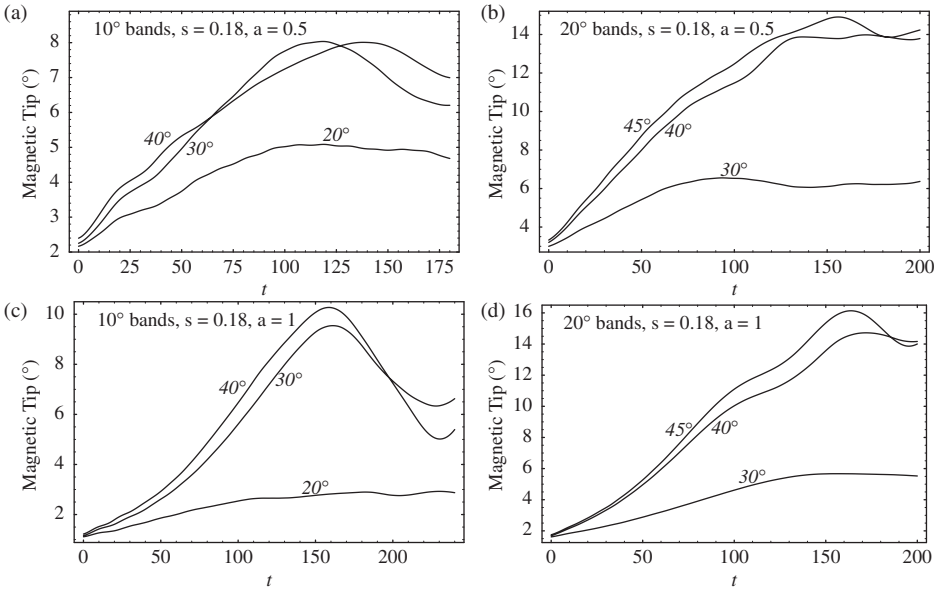 (a)
10° bands, s = 0.18, a = 0.5
Magnetic Tip (°)
8
7
6
5
4
3
2
40°
30°
20°
0 25 50 75 100 125 150 175
t
(b)
20° bands, s = 0.18, a = 0.5
Magnetic Tip (°)
14
12
10
8
6
4
45°
40°
30°
0 50 100 150 200
t
(c)
10° bands, s = 0.18, a = 1
Magnetic Tip (°)
10
8
6
4
2
40°
30°
20°
0 50 100 150 200
t
(d)
20° bands, s = 0.18, a = 1
Magnetic Tip (°)
16
14
12
10
8
6
4
2
45°
40°
30°
0 50 100 150 200
t